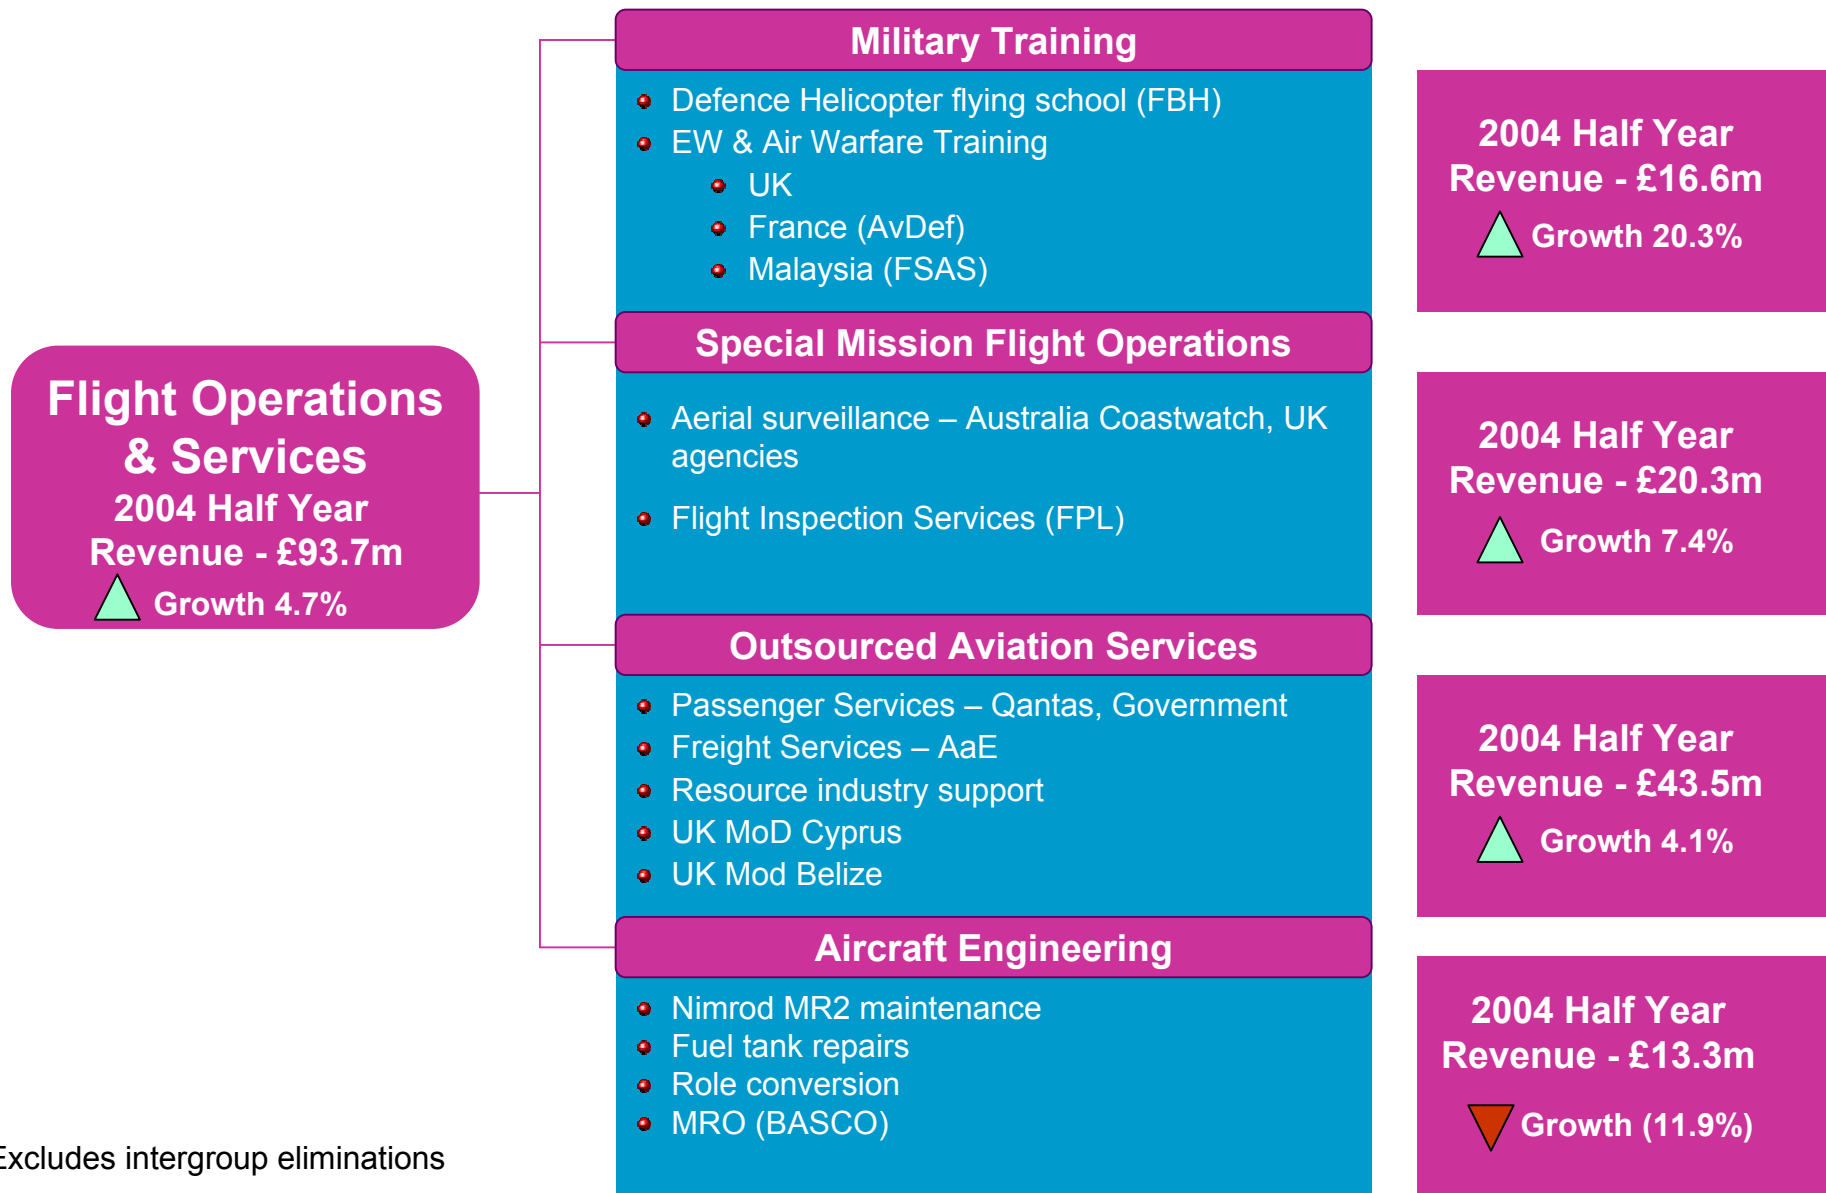 Flight Operations
& Services
2004 Half Year
Revenue - £93.7m
Growth 4.7%
Military Training
Defence Helicopter flying school (FBH)
EW & Air Warfare Training
UK
France (AvDef)
Malaysia (FSAS)
2004 Half Year
Revenue - £16.6m
Growth 20.3%
Special Mission Flight Operations
Aerial surveillance – Australia Coastwatch, UK
agencies
Flight Inspection Services (FPL)
2004 Half Year
Revenue - £20.3m
Growth 7.4%
Outsourced Aviation Services
Passenger Services – Qantas, Government
Freight Services – AaE
Resource industry support
UK MoD Cyprus
UK Mod Belize
2004 Half Year
Revenue - £43.5m
Growth 4.1%
Aircraft Engineering
Nimrod MR2 maintenance
Fuel tank repairs
Role conversion
MRO (BASCO)
2004 Half Year
Revenue - £13.3m
Growth (11.9%)
Excludes intergroup eliminations